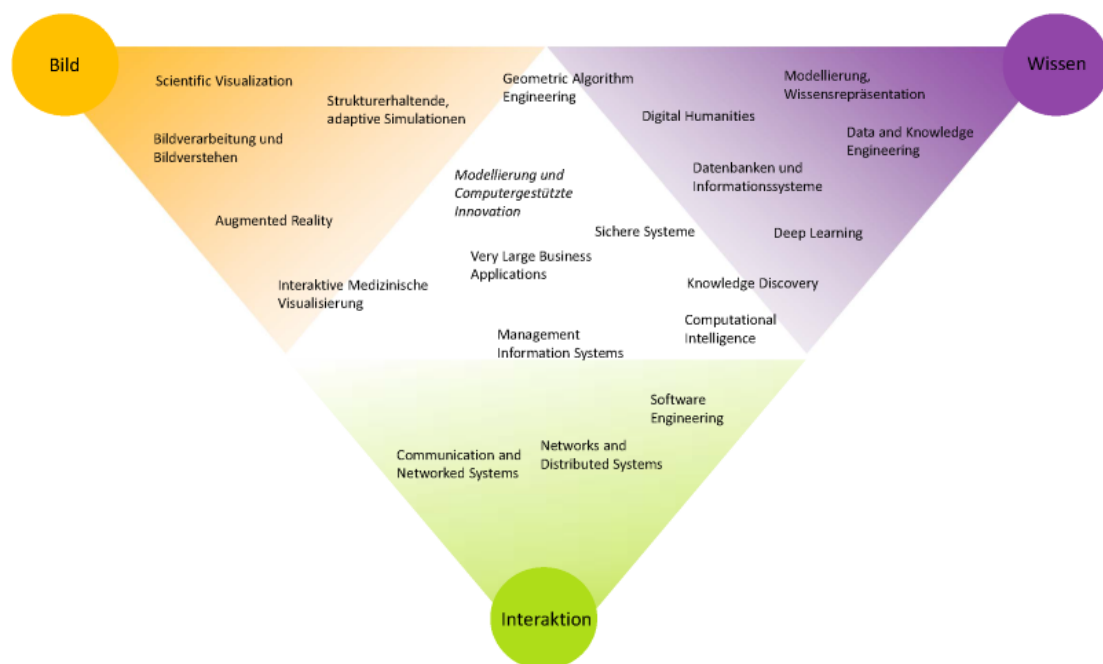 Bild
Wissen
Scientific Visualization
Geometric Algorithm
Engineering
Modellierung,
Wissensrepräsentation
Strukturerhaltende,
adaptive Simulationen
Digital Humanities
Bildverarbeitung und
Bildverstehen
Data and Knowledge
Engineering
Modellierung und
Computergestützte
Innovation
Datenbanken und
Informationssysteme
Augmented Reality
Sichere Systeme
Deep Learning
Very Large Business
Applications
Interaktive Medizinische
Visualisierung
Knowledge Discovery
Management
Information Systems
Computational
Intelligence
Software
Engineering
Communication and
Networked Systems
Networks and
Distributed Systems
Interaktion